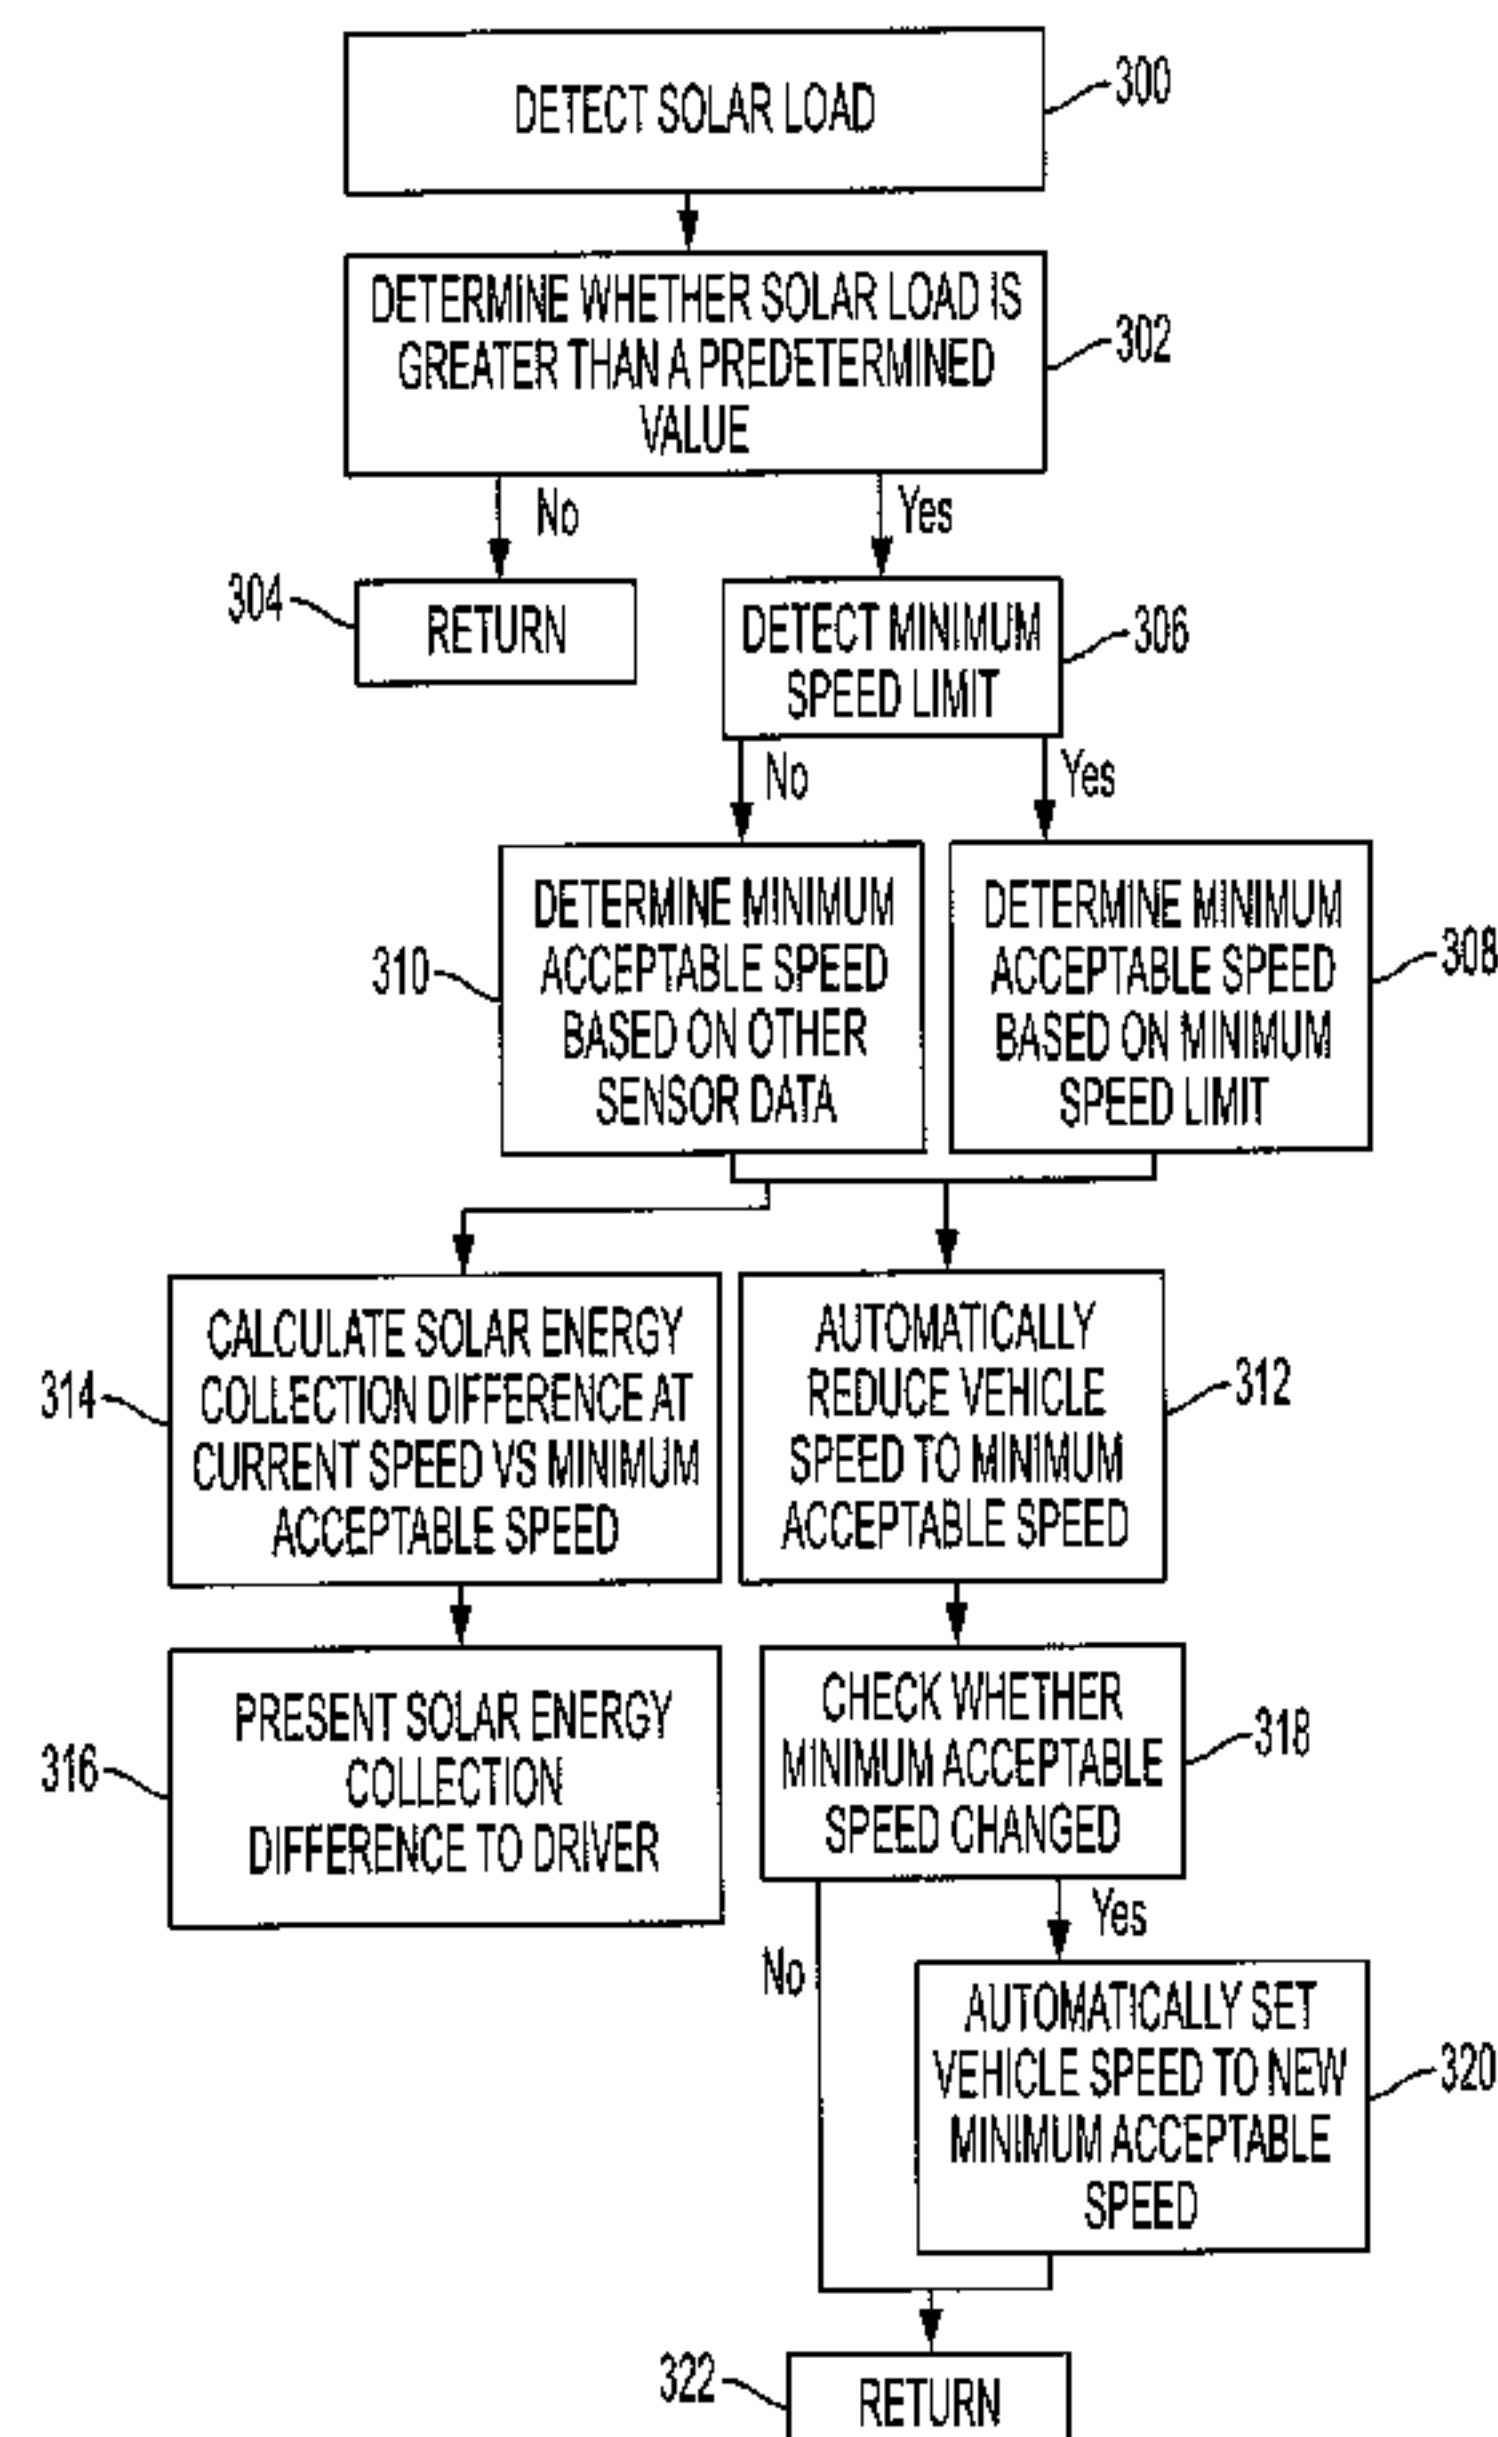 DETECT SOLAR LOAD
300
DETERMINE WHETHER SOLAR LOAD IS
GREATER THAN A PREDETERMINED
VALUE
302
No
Yes
304
RETURN
DETECT MINIMUM
SPEED LIMIT
306
No
Yes
310
DETERMINE MINIMUM
ACCEPTABLE SPEED
BASED ON OTHER
SENSOR DATA
DETERMINE MINIMUM
ACCEPTABLE SPEED
BASED ON MINIMUM
SPEED LIMIT
308
314
CALCULATE SOLAR ENERGY
COLLECTION DIFFERENCE AT
CURRENT SPEED VS MINIMUM
ACCEPTABLE SPEED
AUTOMATICALLY
REDUCE VEHICLE
SPEED TO MINIMUM
ACCEPTABLE SPEED
312
316
PRESENT SOLAR ENERGY
COLLECTION
DIFFERENCE TO DRIVER
CHECK WHETHER
MINIMUM ACCEPTABLE
SPEED CHANGED
318
No
Yes
AUTOMATICALLY SET
VEHICLE SPEED TO NEW
MINIMUM ACCEPTABLE
SPEED
320
322
RETURN